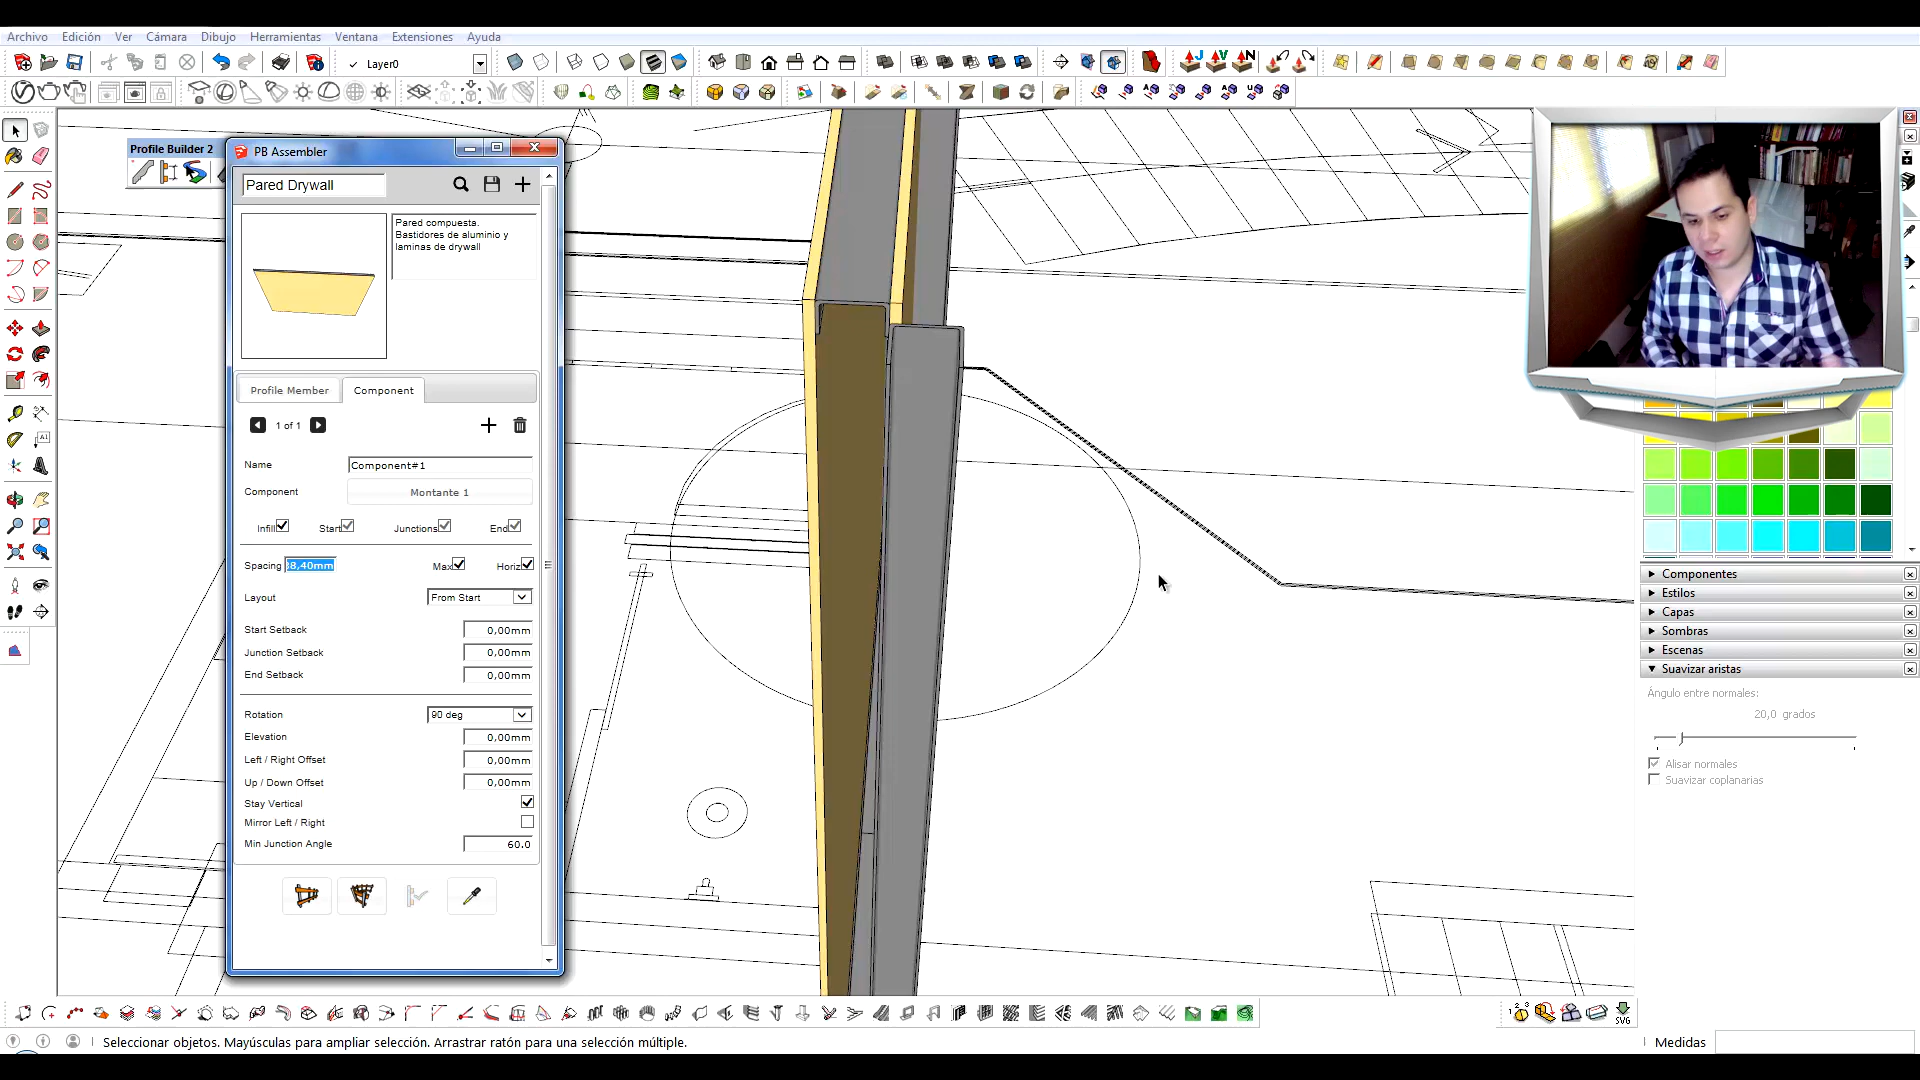 Archivo Edición Ver Cámara Dibujo Herramientas Ventana Extensiones Ayuda
Layer0
J V N
Profile Builder 2
PB Assembler
Pared Drywall
Pared compuesta.
Bastidores de aluminio y
laminas de drywall
Profile Member Component
1 of 1
Name Component#1
Component Montante 1
Infill Start Junctions End
Spacing 38,40mm Max Horiz
Layout From Start
Start Setback 0,00mm
Junction Setback 0,00mm
End Setback 0,00mm
Rotation 90 deg
Elevation 0,00mm
Left / Right Offset 0,00mm
Up / Down Offset 0,00mm
Stay Vertical
Mirror Left / Right
Min Junction Angle 60.0
Componentes
Estilos
Capas
Sombras
Escenas
Suavizar aristas
Ángulo entre normales:
20,0 grados
Alisar normales
Suavizar coplanarias
SVG
Seleccionar objetos. Mayúsculas para ampliar selección. Arrastrar ratón para una selección múltiple.
Medidas